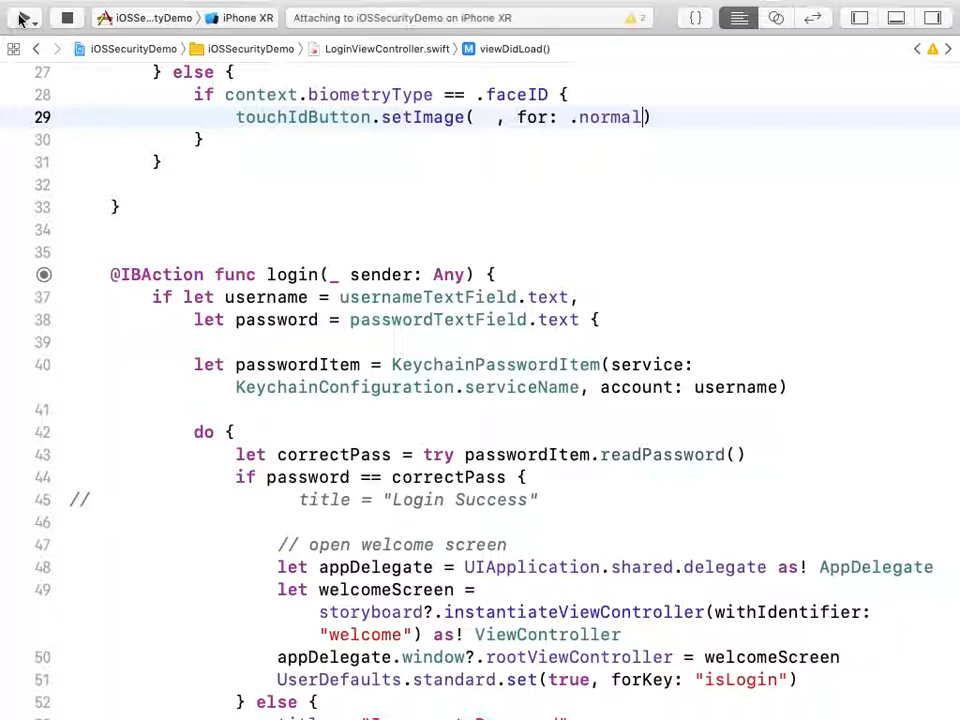 iOSSe...tyDemo iPhone XR Attaching to iOSSecurityDemo on iPhone XR 2 {}
iOSSecurityDemo iOSSecurityDemo LoginViewController.swift M viewDidLoad()
27 } else {
28 if context.biometryType == .faceID {
29 touchIdButton.setImage( , for: .normal)
30 }
31 }
32
33 }
34
35
@IBAction func login(_ sender: Any) {
37 if let username = usernameTextField.text,
38 let password = passwordTextField.text {
39
40 let passwordItem = KeychainPasswordItem(service:
KeychainConfiguration.serviceName, account: username)
41
42 do {
43 let correctPass = try passwordItem.readPassword()
44 if password == correctPass {
45 // title = "Login Success"
46
47 // open welcome screen
48 let appDelegate = UIApplication.shared.delegate as! AppDelegate
49 let welcomeScreen =
storyboard?.instantiateViewController(withIdentifier:
"welcome") as! ViewController
50 appDelegate.window?.rootViewController = welcomeScreen
51 UserDefaults.standard.set(true, forKey: "isLogin")
52 } else {